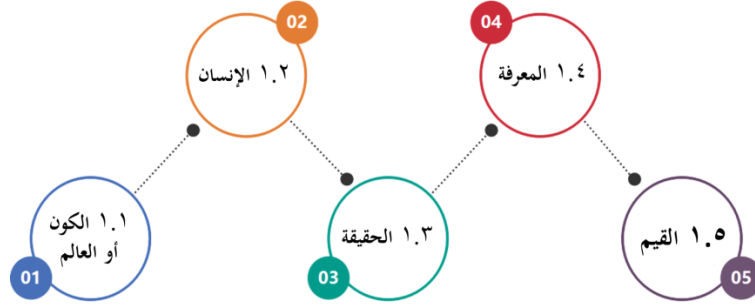 01
١.١ الكون
أو العالم
02
١.٢ الإنسان
03
١.٣ الحقيقة
04
١.٤ المعرفة
05
١.٥ القيم